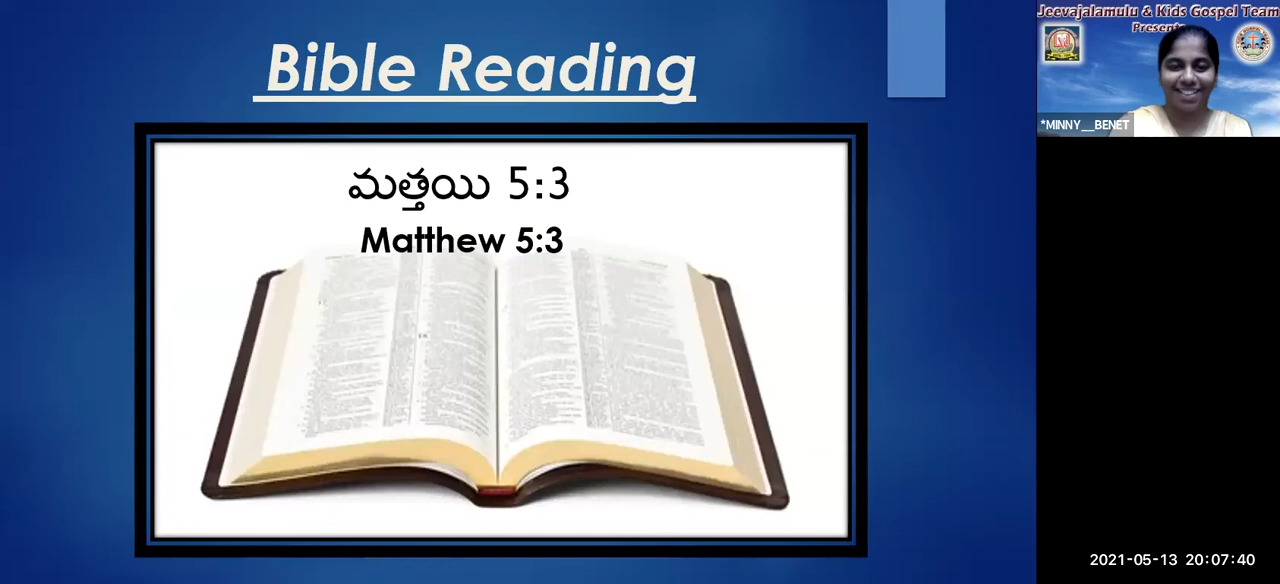 Bible Reading
మత్తయి 5:3
Matthew 5:3
Jeevajalamulu & Kids Gospel Team
Presents
*MINNY__BENET
2021-05-13 20:07:40